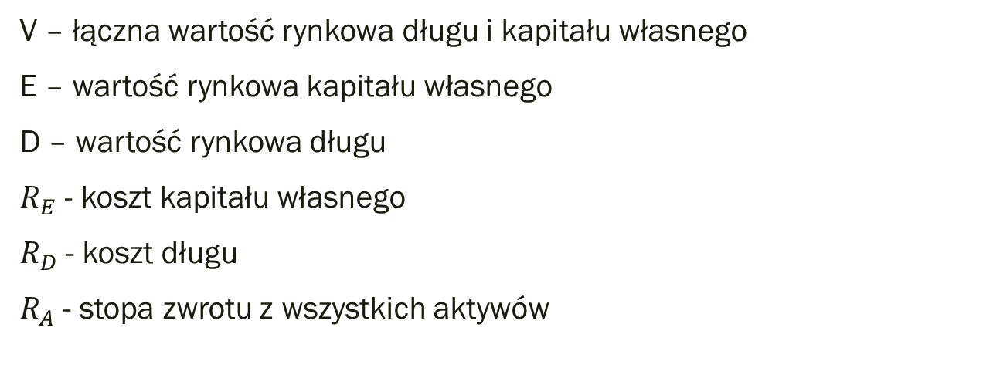 V – łączna wartość rynkowa długu i kapitału własnego
E – wartość rynkowa kapitału własnego
D – wartość rynkowa długu
R_E - koszt kapitału własnego
R_D - koszt długu
R_A - stopa zwrotu z wszystkich aktywów